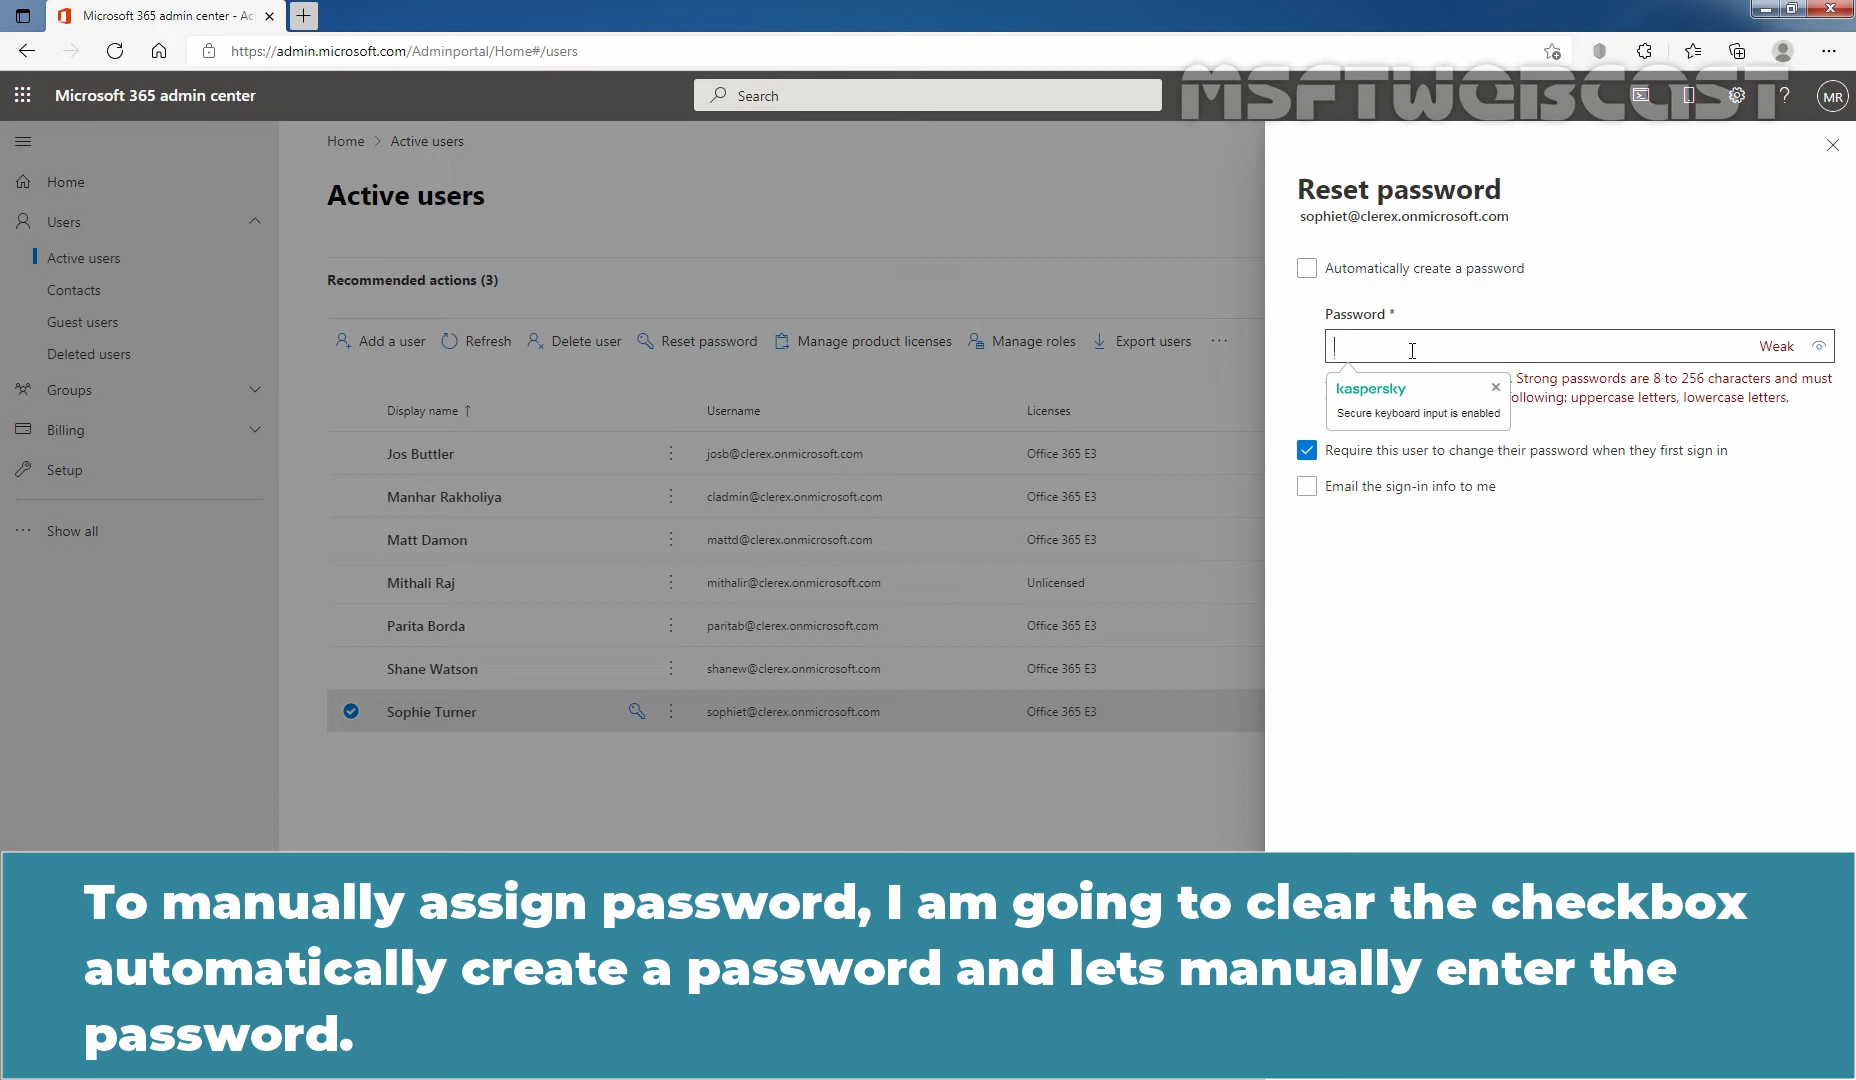 Microsoft 365 admin center - Ac
https://admin.microsoft.com/Adminportal/Home#/users
MSFTWEBCAST
Microsoft 365 admin center
Search
MR
Home
Users
Active users
Contacts
Guest users
Deleted users
Groups
Billing
Setup
Show all
Home > Active users
Active users
Recommended actions (3)
Add a user Refresh Delete user Reset password Manage product licenses Manage roles Export users
Display name ↑ Username Licenses
Jos Buttler josb@clerex.onmicrosoft.com Office 365 E3
Manhar Rakholiya cladmin@clerex.onmicrosoft.com Office 365 E3
Matt Damon mattd@clerex.onmicrosoft.com Office 365 E3
Mithali Raj mithalir@clerex.onmicrosoft.com Unlicensed
Parita Borda paritab@clerex.onmicrosoft.com Office 365 E3
Shane Watson shanew@clerex.onmicrosoft.com Office 365 E3
Sophie Turner sophiet@clerex.onmicrosoft.com Office 365 E3
Reset password
sophiet@clerex.onmicrosoft.com
Automatically create a password
Password *
Weak
. Strong passwords are 8 to 256 characters and must
ollowing: uppercase letters, lowercase letters,
kaspersky
Secure keyboard input is enabled
Require this user to change their password when they first sign in
Email the sign-in info to me
To manually assign password, I am going to clear the checkbox
automatically create a password and lets manually enter the
password.